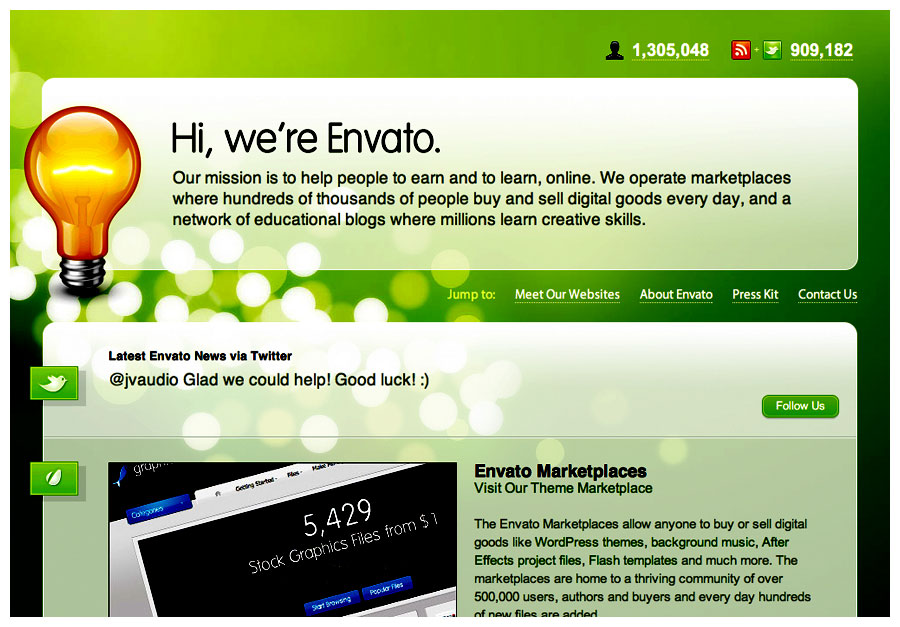 1,305,048 + 909,182
Hi, we're Envato.
Our mission is to help people to earn and to learn, online. We operate marketplaces
where hundreds of thousands of people buy and sell digital goods every day, and a
network of educational blogs where millions learn creative skills.
Jump to: Meet Our Websites About Envato Press Kit Contact Us
Latest Envato News via Twitter
@jvaudio Glad we could help! Good luck! :)
Follow Us
Categories Getting Started Files
5,429
Stock Graphics Files from $1
Start Browsing Popular Files
Envato Marketplaces
Visit Our Theme Marketplace
The Envato Marketplaces allow anyone to buy or sell digital
goods like WordPress themes, background music, After
Effects project files, Flash templates and much more. The
marketplaces are home to a thriving community of over
500,000 users, authors and buyers and every day hundreds
of new files are added